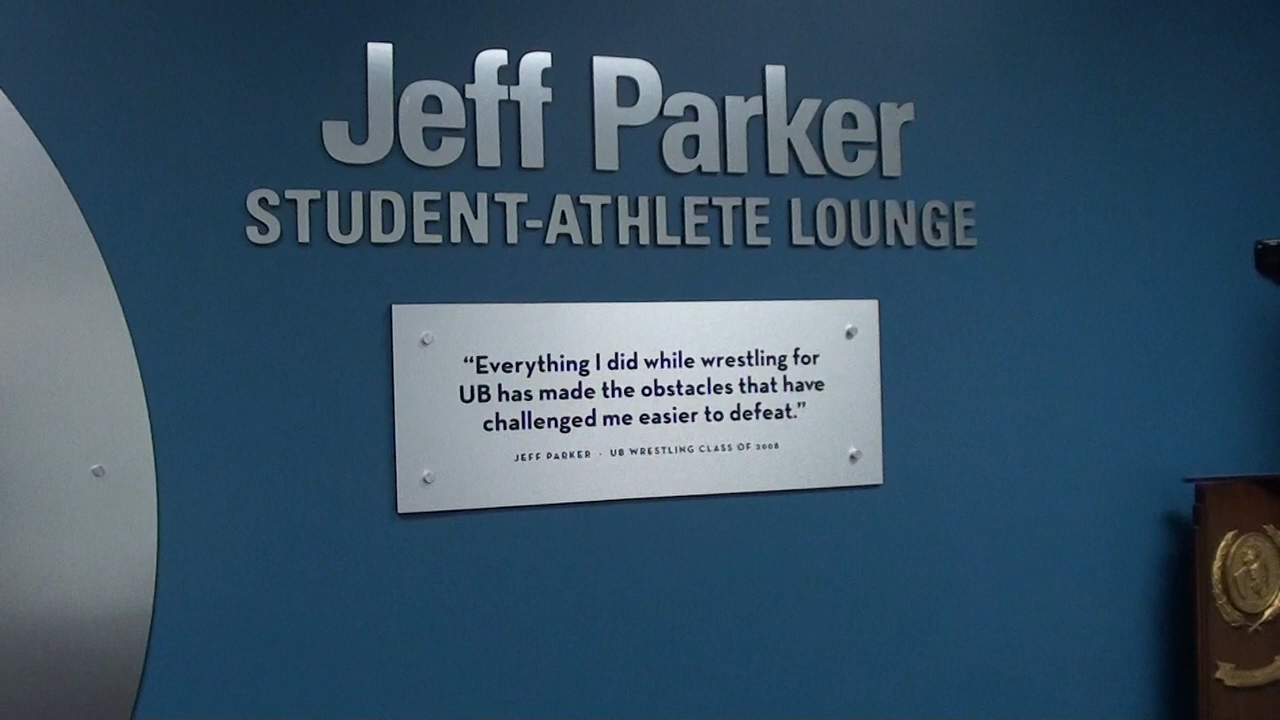 Jeff Parker
STUDENT-ATHLETE LOUNGE
“Everything I did while wrestling for
UB has made the obstacles that have
challenged me easier to defeat.”
JEFF PARKER · UB WRESTLING CLASS OF 2008